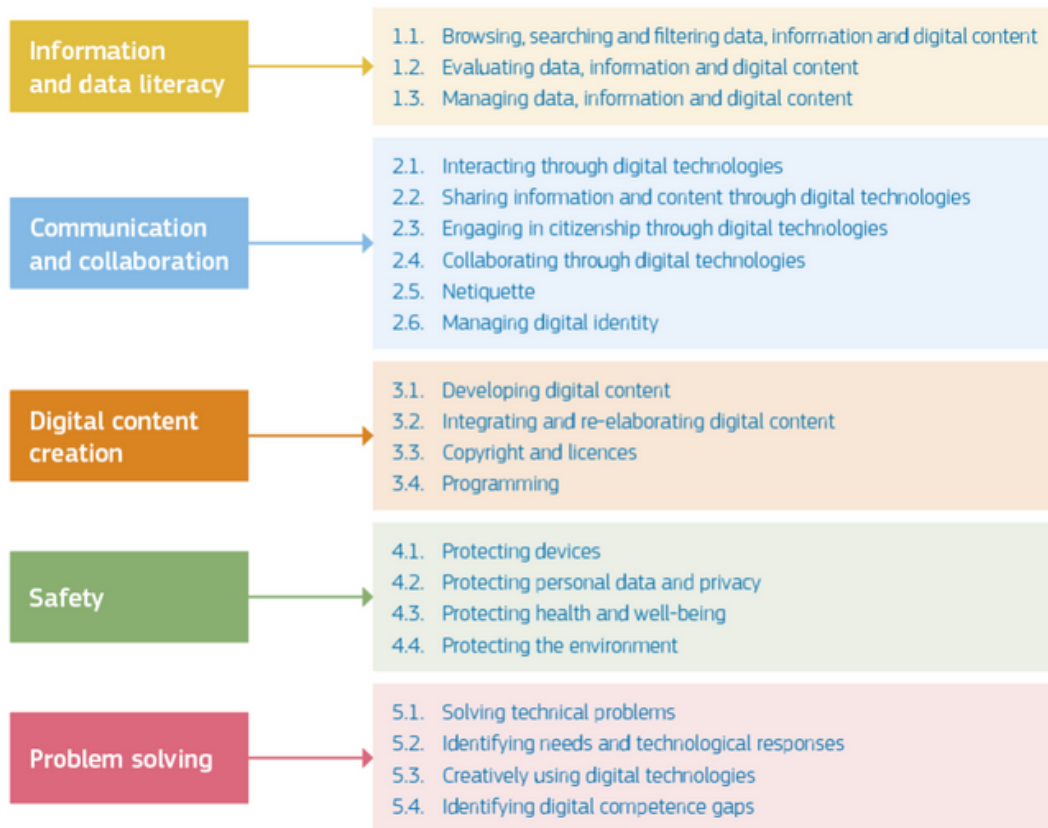 Information
and data literacy
1.1. Browsing, searching and filtering data, information and digital content
1.2. Evaluating data, information and digital content
1.3. Managing data, information and digital content
Communication
and collaboration
2.1. Interacting through digital technologies
2.2. Sharing information and content through digital technologies
2.3. Engaging in citizenship through digital technologies
2.4. Collaborating through digital technologies
2.5. Netiquette
2.6. Managing digital identity
Digital content
creation
3.1. Developing digital content
3.2. Integrating and re-elaborating digital content
3.3. Copyright and licences
3.4. Programming
Safety
4.1. Protecting devices
4.2. Protecting personal data and privacy
4.3. Protecting health and well-being
4.4. Protecting the environment
Problem solving
5.1. Solving technical problems
5.2. Identifying needs and technological responses
5.3. Creatively using digital technologies
5.4. Identifying digital competence gaps